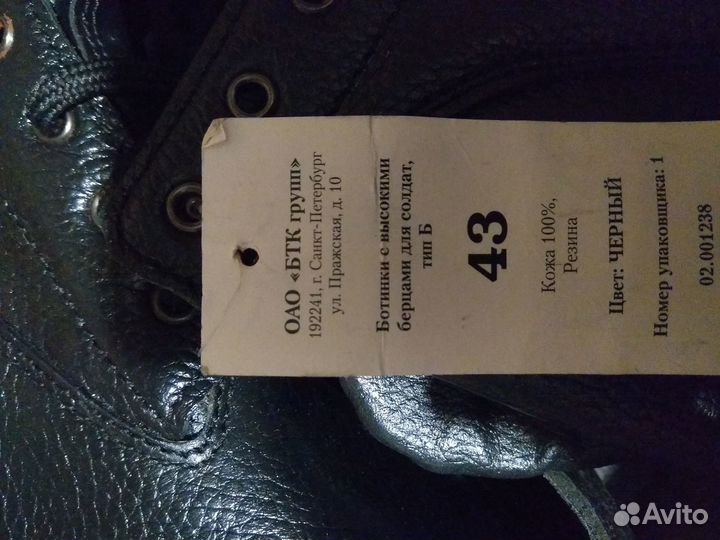 ОАО «БТК групп»
192241, г. Санкт-Петербург
ул. Пражская, д. 10
Ботинки с высокими
берцами для солдат,
тип Б
43
Кожа 100%,
Резина
Цвет: ЧЕРНЫЙ
Номер упаковщика: 1
02.001238
Avito